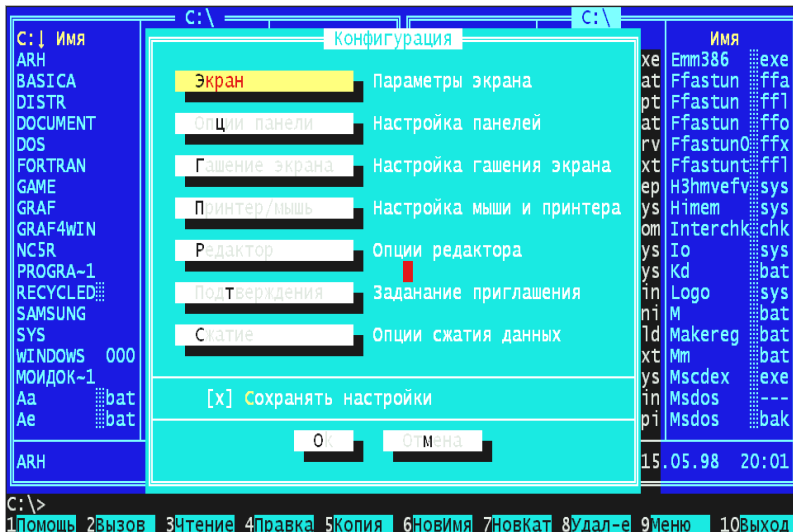 C:\ C:\
C:↓ Имя Конфигурация Имя
ARH xe Emm386 exe
BASICA Экран Параметры экрана at Ffastun ffa
DISTR pt Ffastun ffl
DOCUMENT Опции панели Настройка панелей at Ffastun ffo
DOS rv Ffastun0 ffx
FORTRAN Гашение экрана Настройка гашения экрана xt Ffastunt ffl
GAME ep H3hmvefv sys
GRAF Принтер/мышь Настройка мыши и принтера ys Himem sys
GRAF4WIN om Interchk chk
NC5R Редактор Опции редактора ys Io sys
PROGRA~1 ys Kd bat
RECYCLED Подтверждения Заданание приглашения in Logo sys
SAMSUNG ni M bat
SYS Сжатие Опции сжатия данных ld Makereg bat
WINDOWS 000 xt Mm bat
МОИДОК~1 ys Mscdex exe
Aa bat [x] Сохранять настройки in Msdos ---
Ae bat pi Msdos bak
Ok Отмена
ARH 15.05.98 20:01
C:\>
1Помощь 2Вызов 3Чтение 4Правка 5Копия 6НовИмя 7НовКат 8Удал-е 9Меню 10Выход